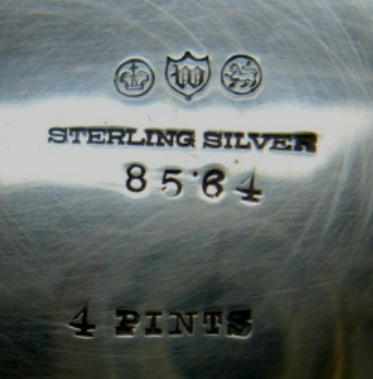 W
STERLING SILVER
8564
4 PINTS